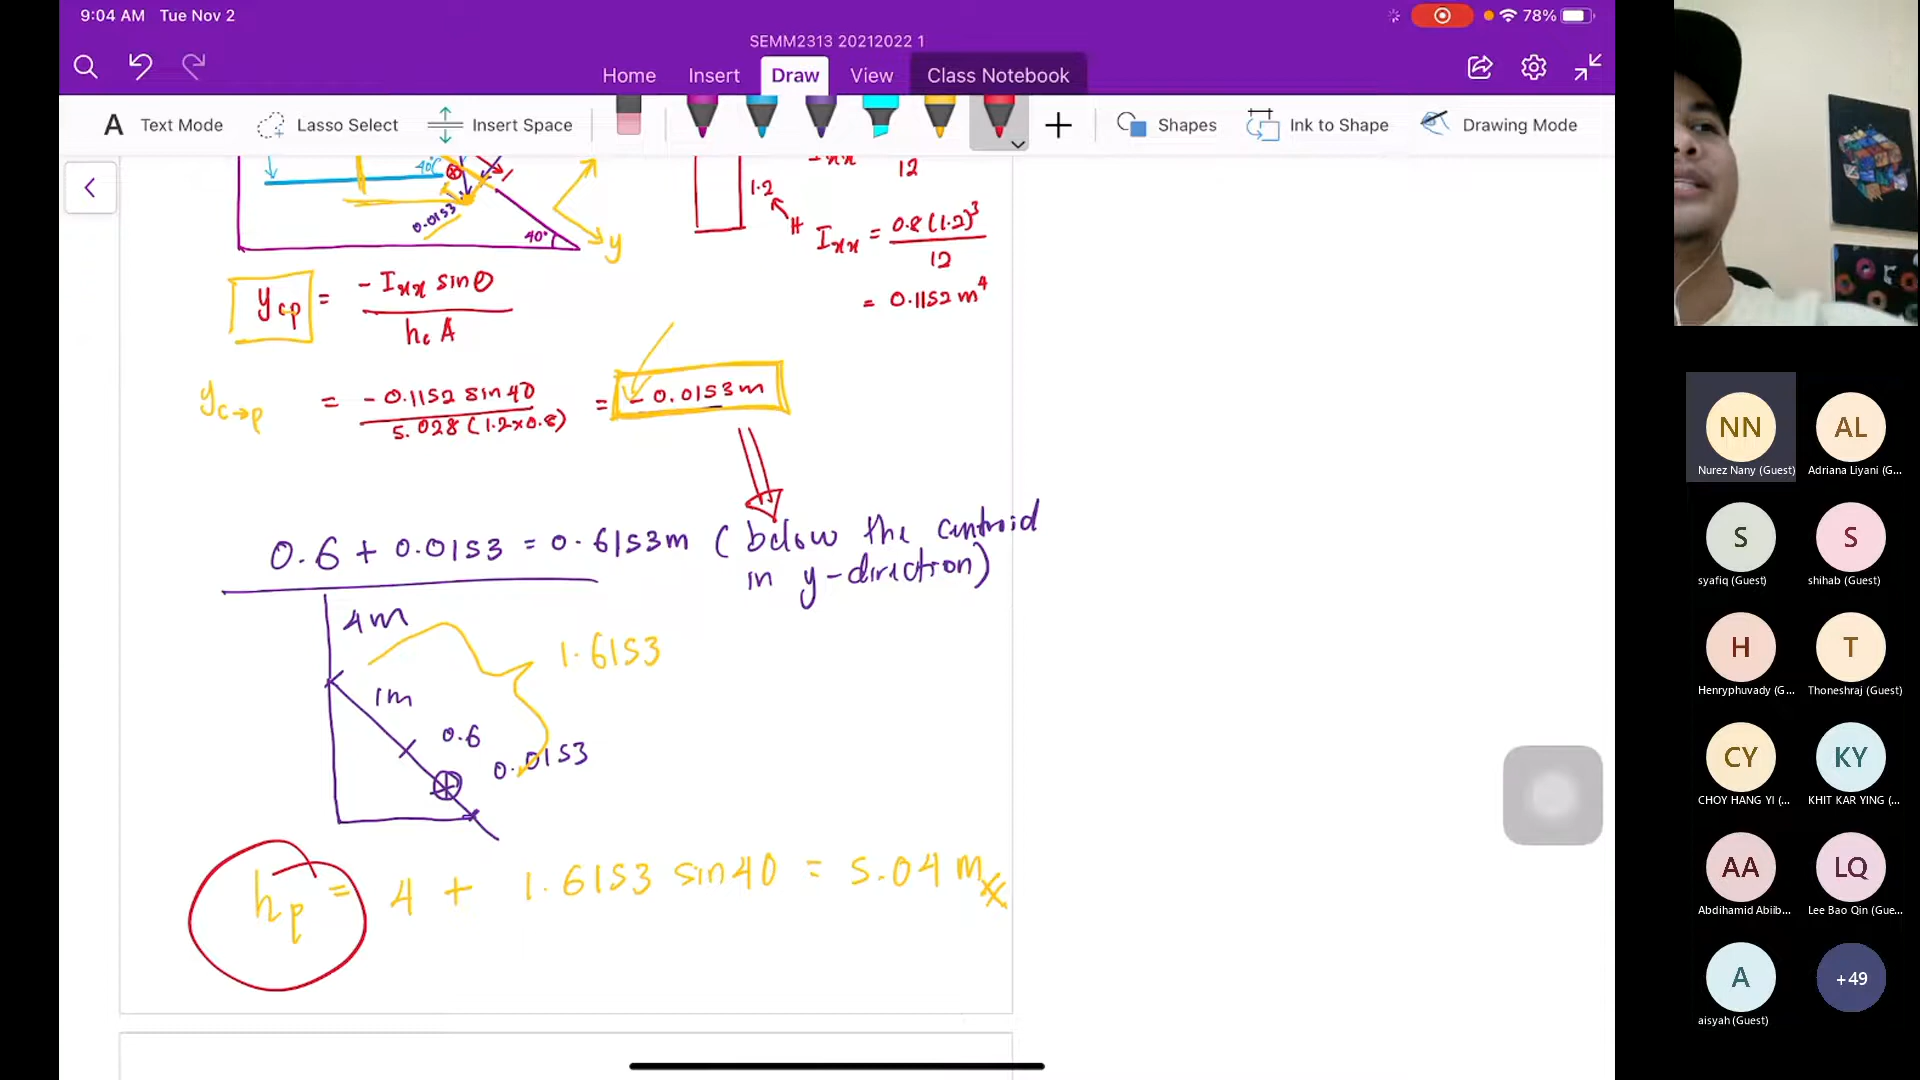 9:04 AM Tue Nov 2
78%
SEMM2313 20212022 1
Home Insert Draw View Class Notebook
A Text Mode Lasso Select Insert Space Shapes Ink to Shape Drawing Mode
40°
0.0153
40°
y
1.2
H
Ixx
12
Ixx = 0.8(1.2)³
12
= 0.1152 m⁴
ycp = - Ixx sinθ
hc A
yc→p = - 0.1152 sin 40 = - 0.0153 m
5.028 (1.2x0.8)
0.6 + 0.0153 = 0.6153m ( below the centroid
in y-direction)
4m
1.6153
1m
0.6
0.0153
hp = 4 + 1.6153 sin40 = 5.04 m
NN
Nurez Nany (Guest)
AL
Adriana Liyani (G...
S
syafiq (Guest)
S
shihab (Guest)
H
Henryphuvady (G...
T
Thoneshraj (Guest)
CY
CHOY HANG YI (...
KY
KHIT KAR YING (...
AA
Abdihamid Abiib...
LQ
Lee Bao Qin (Gue...
A
aisyah (Guest)
+49